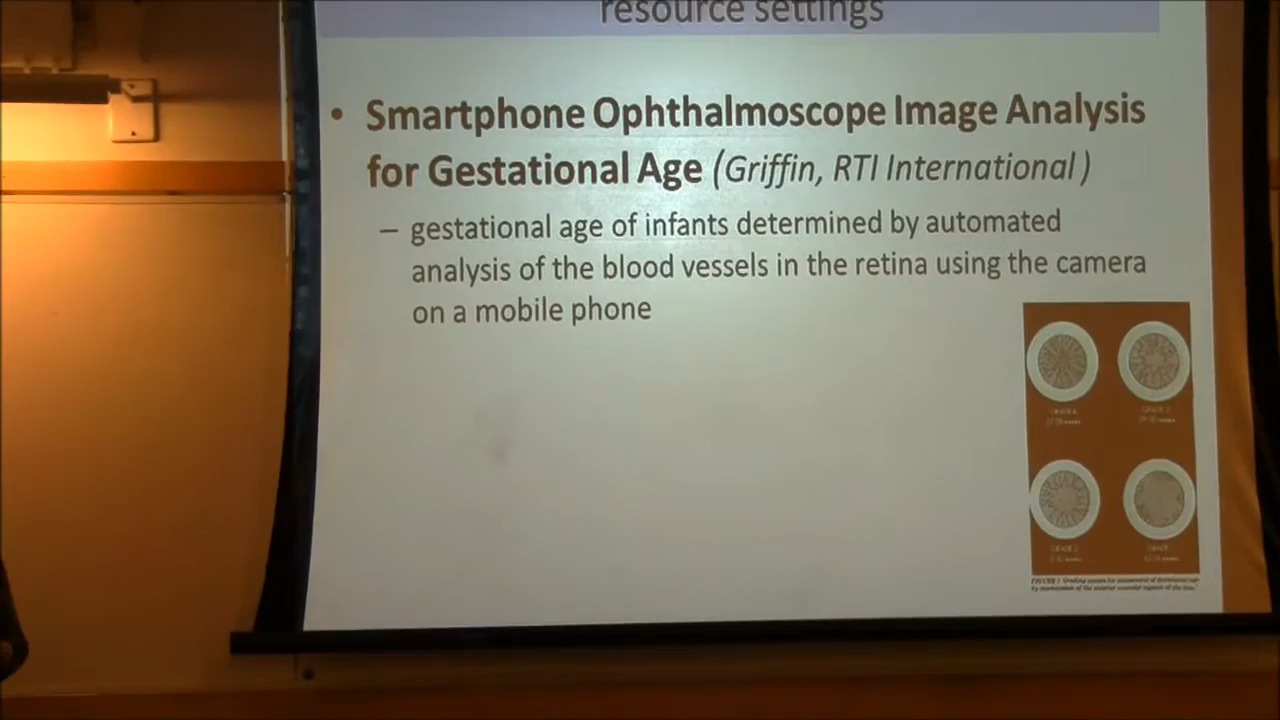 resource settings
• Smartphone Ophthalmoscope Image Analysis
for Gestational Age (Griffin, RTI International)
– gestational age of infants determined by automated
analysis of the blood vessels in the retina using the camera
on a mobile phone